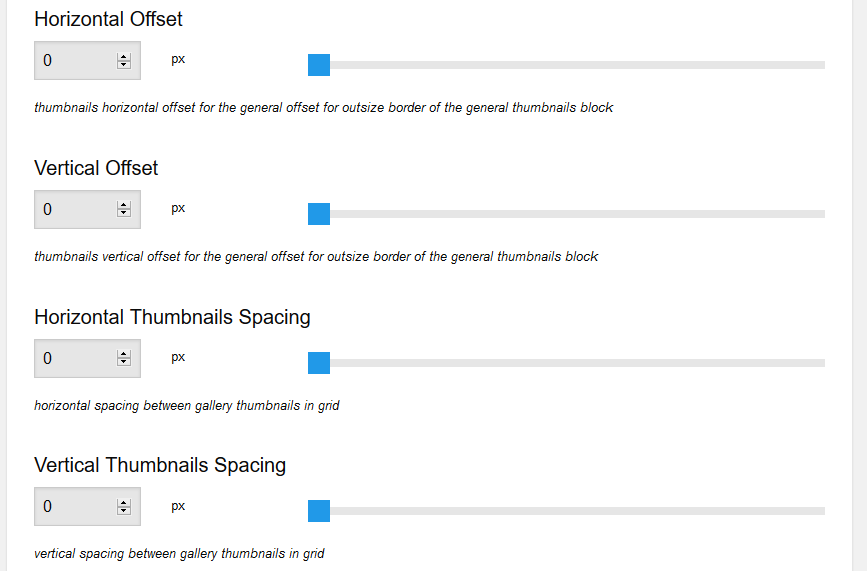 Horizontal Offset
0 px
thumbnails horizontal offset for the general offset for outsize border of the general thumbnails block
Vertical Offset
0 px
thumbnails vertical offset for the general offset for outsize border of the general thumbnails block
Horizontal Thumbnails Spacing
0 px
horizontal spacing between gallery thumbnails in grid
Vertical Thumbnails Spacing
0 px
vertical spacing between gallery thumbnails in grid